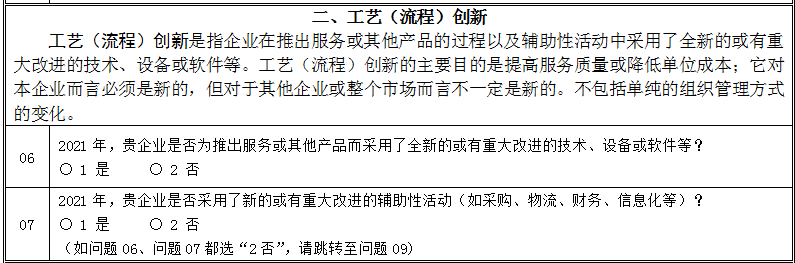 二、工艺（流程）创新
工艺（流程）创新是指企业在推出服务或其他产品的过程以及辅助性活动中采用了全新的或有重
大改进的技术、设备或软件等。工艺（流程）创新的主要目的是提高服务质量或降低单位成本；它对
本企业而言必须是新的，但对于其他企业或整个市场而言不一定是新的。不包括单纯的组织管理方式
的变化。
06
2021 年，贵企业是否为推出服务或其他产品而采用了全新的或有重大改进的技术、设备或软件等？
○ 1 是 ○ 2 否
07
2021 年，贵企业是否采用了新的或有重大改进的辅助性活动（如采购、物流、财务、信息化等）？
○ 1 是 ○ 2 否
（如问题 06、问题 07 都选“2 否”，请跳转至问题 09）